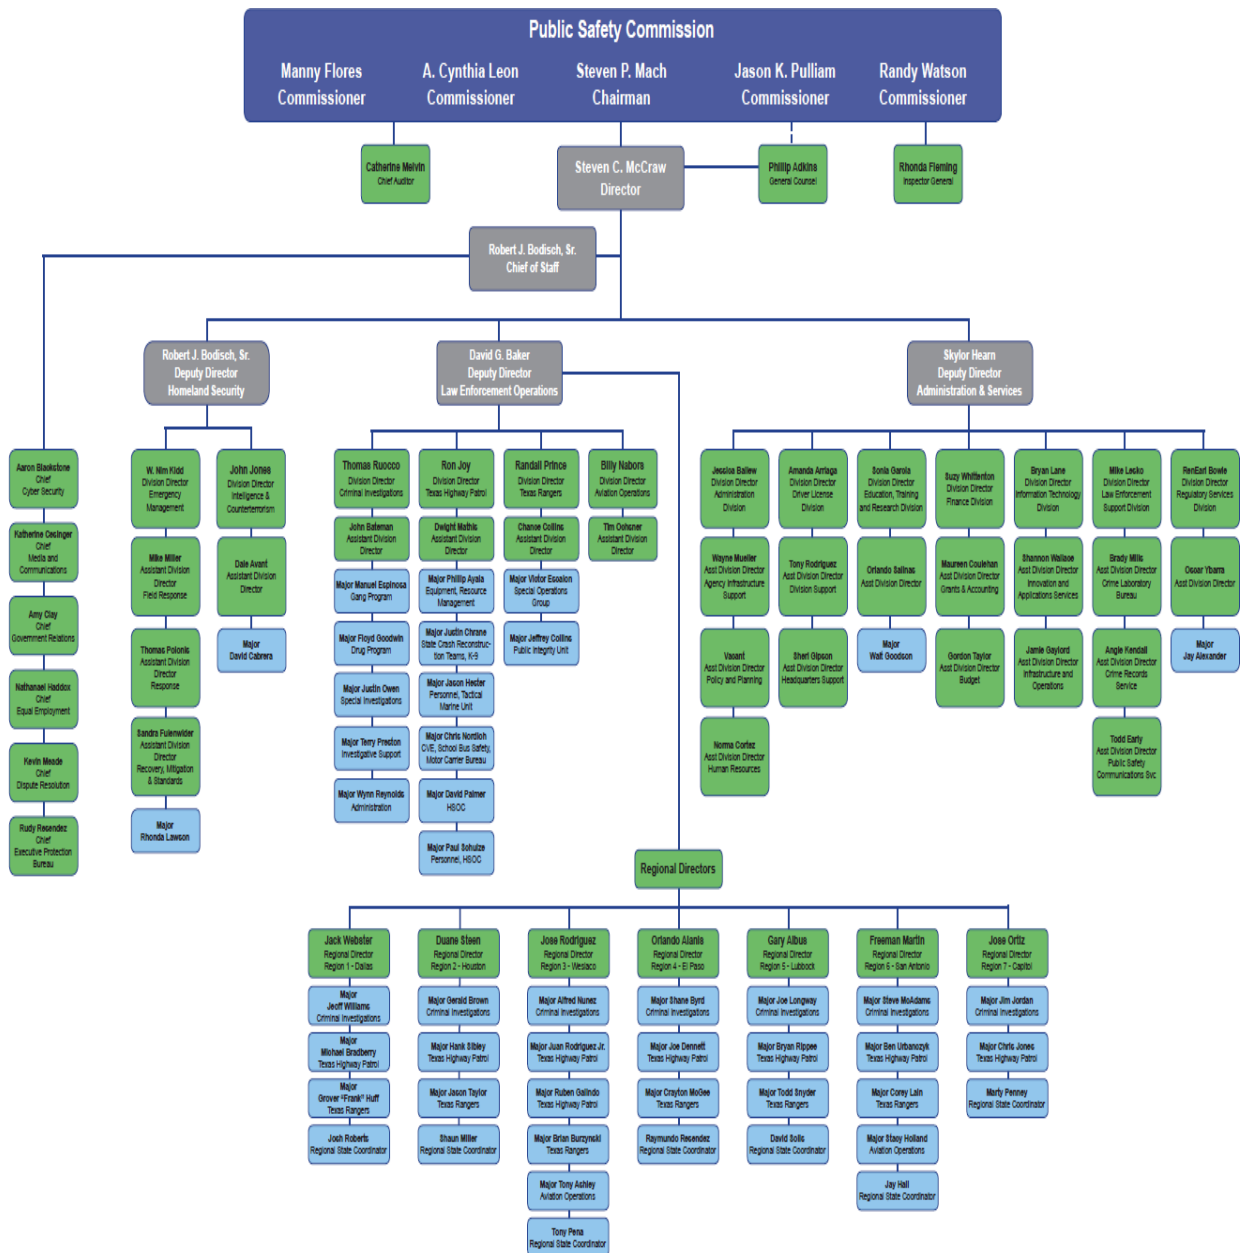 Public Safety Commission
Manny Flores
Commissioner
A. Cynthia Leon
Commissioner
Steven P. Mach
Chairman
Jason K. Pulliam
Commissioner
Randy Watson
Commissioner
Catherine Melvin
Chief Auditor
Steven C. McCraw
Director
Phillip Adkins
General Counsel
Rhonda Fleming
Inspector General
Robert J. Bodisch, Sr.
Chief of Staff
Robert J. Bodisch, Sr.
Deputy Director
Homeland Security
David G. Baker
Deputy Director
Law Enforcement Operations
Skylor Hearn
Deputy Director
Administration & Services
Aaron Blackstone
Chief
Cyber Security
Katherine Cesinger
Chief
Media and
Communications
Amy Clay
Chief
Government Relations
Nathanael Haddox
Chief
Equal Employment
Kevin Meade
Chief
Dispute Resolution
Rudy Resendez
Chief
Executive Protection
Bureau
W. Nim Kidd
Division Director
Emergency
Management
Mike Miller
Assistant Division
Director
Field Response
Thomas Polonis
Assistant Division
Director
Response
Sandra Fulenwider
Assistant Division
Director
Recovery, Mitigation
& Standards
Major
Rhonda Lawson
John Jones
Division Director
Intelligence &
Counterterrorism
Dale Avant
Assistant Division
Director
Major
David Cabrera
Thomas Ruocco
Division Director
Criminal Investigations
John Bateman
Assistant Division
Director
Major Manuel Espinosa
Gang Program
Major Floyd Goodwin
Drug Program
Major Justin Owen
Special Investigations
Major Terry Preston
Investigative Support
Major Wynn Reynolds
Administration
Ron Joy
Division Director
Texas Highway Patrol
Dwight Mathis
Assistant Division
Director
Major Phillip Ayala
Equipment, Resource
Management
Major Justin Chrane
State Crash Reconstruc-
tion Teams, K-9
Major Jason Hester
Personnel, Tactical
Marine Unit
Major Chris Nordloh
CVE, School Bus Safety,
Motor Carrier Bureau
Major David Palmer
HSOC
Major Paul Schulze
Personnel, HSOC
Randall Prince
Division Director
Texas Rangers
Chance Collins
Assistant Division
Director
Major Victor Escalon
Special Operations
Group
Major Jeffrey Collins
Public Integrity Unit
Billy Nabors
Division Director
Aviation Operations
Tim Ochsner
Assistant Division
Director
Jessica Ballew
Division Director
Administration
Division
Wayne Mueller
Asst Division Director
Agency Infrastructure
Support
Vasant
Asst Division Director
Policy and Planning
Norma Cortez
Asst Division Director
Human Resources
Amanda Arriaga
Division Director
Driver License
Division
Tony Rodriguez
Asst Division Director
Division Support
Sheri Gipson
Asst Division Director
Headquarters Support
Sonia Garcia
Division Director
Education, Training
and Research Division
Orlando Salinas
Asst Division Director
Major
Walt Goodson
Suzy Whittenton
Division Director
Finance Division
Maureen Coulehan
Asst Division Director
Grants & Accounting
Gordon Taylor
Asst Division Director
Budget
Bryan Lane
Division Director
Information Technology
Division
Shannon Wallace
Asst Division Director
Innovation and
Applications Services
Jamie Gaylord
Asst Division Director
Infrastructure and
Operations
Mike Lesko
Division Director
Law Enforcement
Support Division
Brady Mills
Asst Division Director
Crime Laboratory
Bureau
Angie Kendall
Asst Division Director
Crime Records
Service
Todd Early
Asst Division Director
Public Safety
Communications Svc
RenEarl Bowie
Division Director
Regulatory Services
Division
Oscar Ybarra
Asst Division Director
Major
Jay Alexander
Regional Directors
Jack Webster
Regional Director
Region 1 - Dallas
Major
Jeoff Williams
Criminal Investigations
Major
Michael Bradberry
Texas Highway Patrol
Major
Grover "Frank" Huff
Texas Rangers
Josh Roberts
Regional State Coordinator
Duane Steen
Regional Director
Region 2 - Houston
Major Gerald Brown
Criminal Investigations
Major Hank Sibley
Texas Highway Patrol
Major Jason Taylor
Texas Rangers
Shaun Miller
Regional State Coordinator
Jose Rodriguez
Regional Director
Region 3 - Weslaco
Major Alfred Nunez
Criminal Investigations
Major Juan Rodriguez Jr.
Texas Highway Patrol
Major Ruben Galindo
Texas Highway Patrol
Major Brian Burzynski
Texas Rangers
Major Tony Ashley
Aviation Operations
Tony Pena
Regional State Coordinator
Orlando Alanis
Regional Director
Region 4 - El Paso
Major Shane Byrd
Criminal Investigations
Major Joe Dennett
Texas Highway Patrol
Major Crayton McGee
Texas Rangers
Raymundo Resendez
Regional State Coordinator
Gary Albus
Regional Director
Region 5 - Lubbock
Major Joe Longway
Criminal Investigations
Major Bryan Rippee
Texas Highway Patrol
Major Todd Snyder
Texas Rangers
David Solis
Regional State Coordinator
Freeman Martin
Regional Director
Region 6 - San Antonio
Major Steve McAdams
Criminal Investigations
Major Ben Urbanczyk
Texas Highway Patrol
Major Corey Lain
Texas Rangers
Major Stacy Holland
Aviation Operations
Jay Hall
Regional State Coordinator
Jose Ortiz
Regional Director
Region 7 - Capitol
Major Jim Jordan
Criminal Investigations
Major Chris Jones
Texas Highway Patrol
Marty Penney
Regional State Coordinator